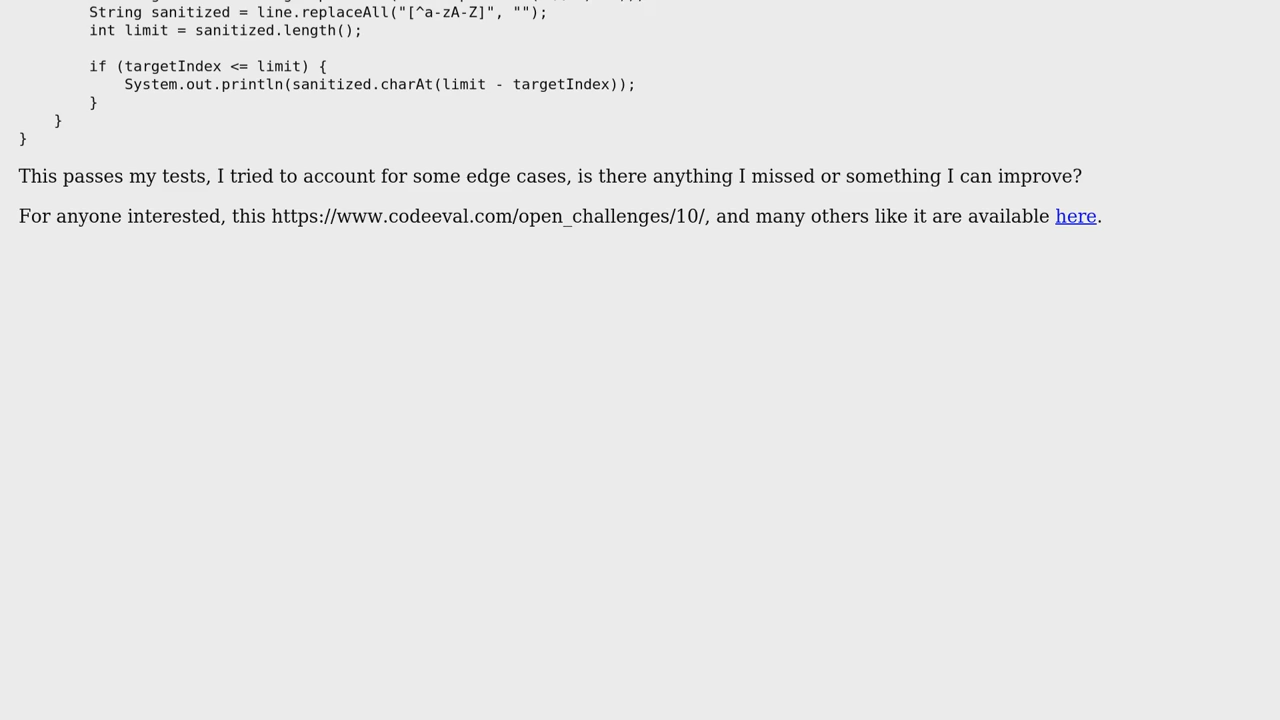 String sanitized = line.replaceAll("[^a-zA-Z]", "");
        int limit = sanitized.length();
        if (targetIndex <= limit) {
            System.out.println(sanitized.charAt(limit - targetIndex));
        }
    }
}
This passes my tests, I tried to account for some edge cases, is there anything I missed or something I can improve?
For anyone interested, this https://www.codeeval.com/open_challenges/10/, and many others like it are available here.